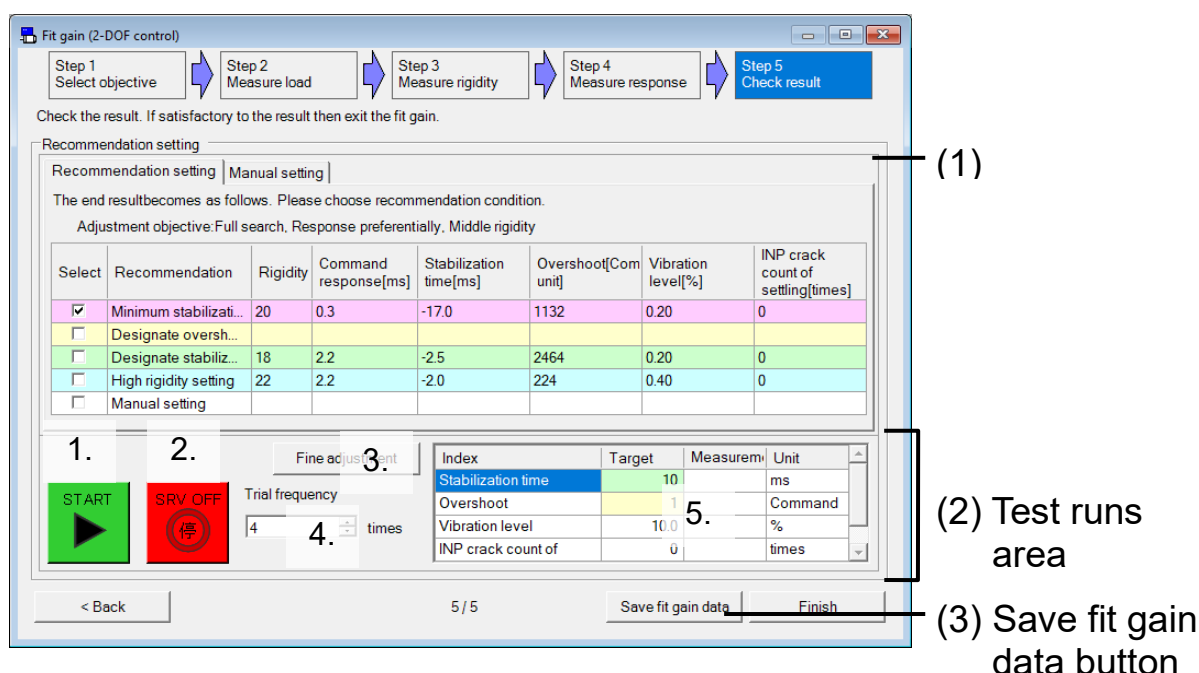 Fit gain (2-DOF control)
Step 1
Select objective
Step 2
Measure load
Step 3
Measure rigidity
Step 4
Measure response
Step 5
Check result
Check the result. If satisfactory to the result then exit the fit gain.
Recommendation setting
Recommendation setting Manual setting
The end resultbecomes as follows. Please choose recommendation condition.
Adjustment objective:Full search, Response preferentially, Middle rigidity
Select Recommendation Rigidity Command response[ms] Stabilization time[ms] Overshoot[Com unit] Vibration level[%] INP crack count of settling[times]
Minimum stabilizati... 20 0.3 -17.0 1132 0.20 0
Designate oversh...
Designate stabiliz... 18 2.2 -2.5 2464 0.20 0
High rigidity setting 22 2.2 -2.0 224 0.40 0
Manual setting
(1)
1.
2.
START
SRV OFF
停
Fine adjustment
3.
Trial frequency
4 times
4.
Index Target Measureme Unit
Stabilization time 10 ms
Overshoot 1 Command
Vibration level 10.0 %
INP crack count of 0 times
5.
(2) Test runs
area
< Back 5 / 5 Save fit gain data Finish
(3) Save fit gain
data button